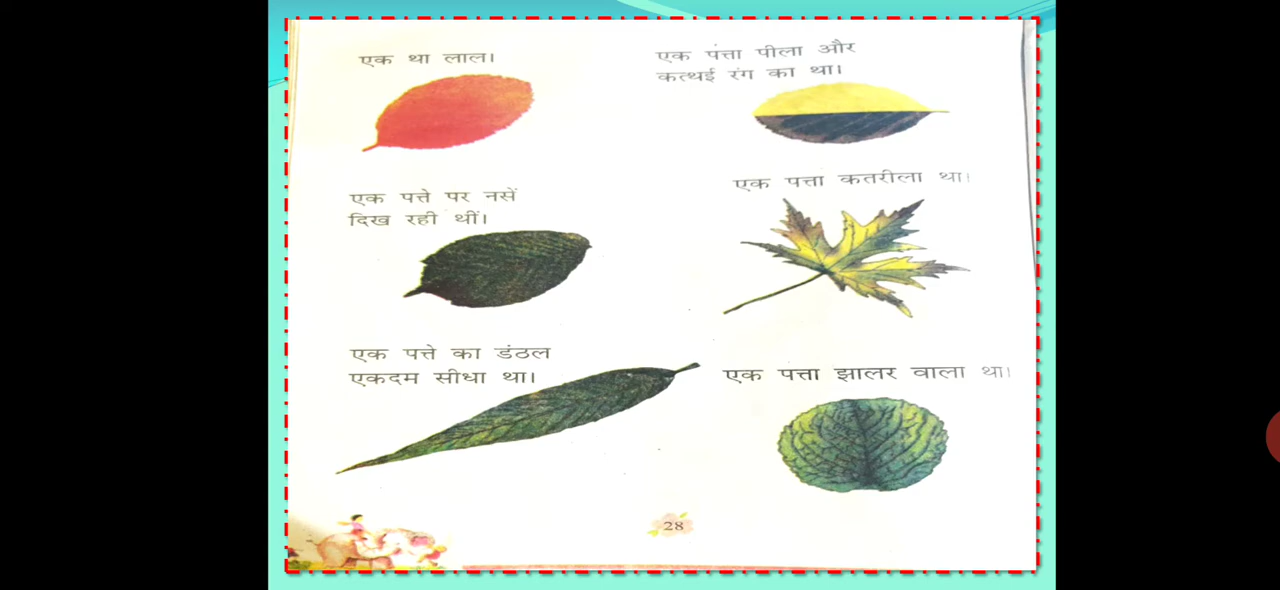 एक था लाल।
एक पत्ता पीला और
कत्थई रंग का था।
एक पत्ते पर नसें
दिख रही थीं।
एक पत्ता कतरीला था।
एक पत्ते का डंठल
एकदम सीधा था।
एक पत्ता झालर वाला था।
28